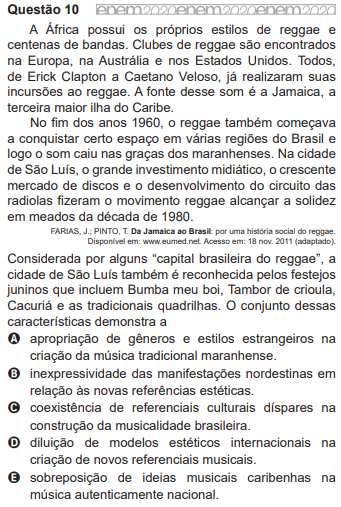 Questão 10 enem2020enem2020enem2020
A África possui os próprios estilos de reggae e
centenas de bandas. Clubes de reggae são encontrados
na Europa, na Austrália e nos Estados Unidos. Todos,
de Erick Clapton a Caetano Veloso, já realizaram suas
incursões ao reggae. A fonte desse som é a Jamaica, a
terceira maior ilha do Caribe.
No fim dos anos 1960, o reggae também começava
a conquistar certo espaço em várias regiões do Brasil e
logo o som caiu nas graças dos maranhenses. Na cidade
de São Luís, o grande investimento midiático, o crescente
mercado de discos e o desenvolvimento do circuito das
radiolas fizeram o movimento reggae alcançar a solidez
em meados da década de 1980.
FARIAS, J.; PINTO, T. Da Jamaica ao Brasil: por uma história social do reggae.
Disponível em: www.eumed.net. Acesso em: 18 nov. 2011 (adaptado).
Considerada por alguns “capital brasileira do reggae”, a
cidade de São Luís também é reconhecida pelos festejos
juninos que incluem Bumba meu boi, Tambor de crioula,
Cacuriá e as tradicionais quadrilhas. O conjunto dessas
características demonstra a
A apropriação de gêneros e estilos estrangeiros na
criação da música tradicional maranhense.
B inexpressividade das manifestações nordestinas em
relação às novas referências estéticas.
C coexistência de referenciais culturais díspares na
construção da musicalidade brasileira.
D diluição de modelos estéticos internacionais na
criação de novos referenciais musicais.
E sobreposição de ideias musicais caribenhas na
música autenticamente nacional.